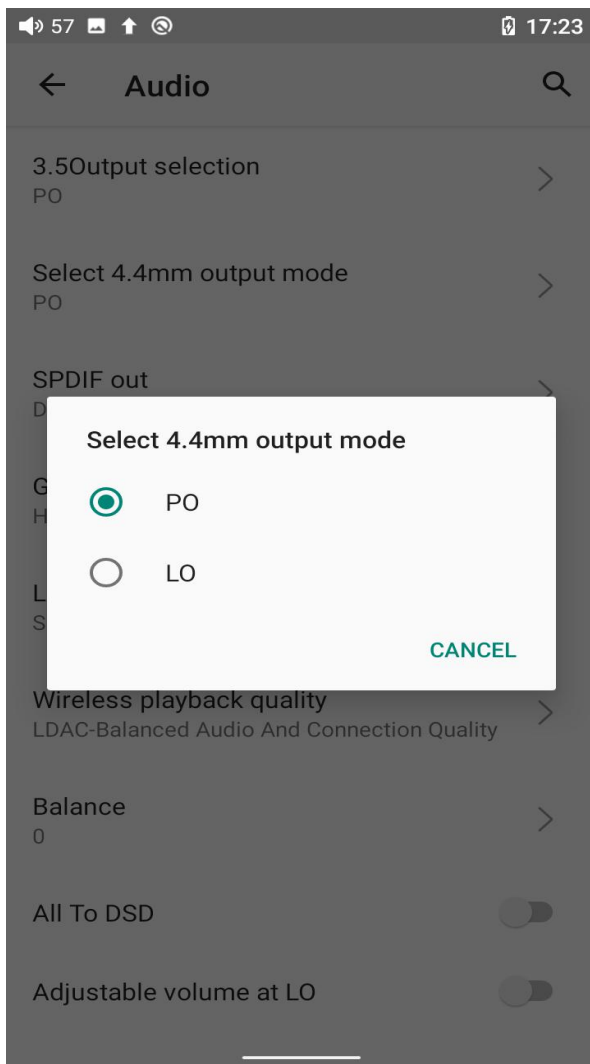 57
17:23
Audio
3.5Output selection
PO
Select 4.4mm output mode
PO
SPDIF out
D
Select 4.4mm output mode
G
PO
H
LO
L
S
CANCEL
Wireless playback quality
LDAC-Balanced Audio And Connection Quality
Balance
0
All To DSD
Adjustable volume at LO